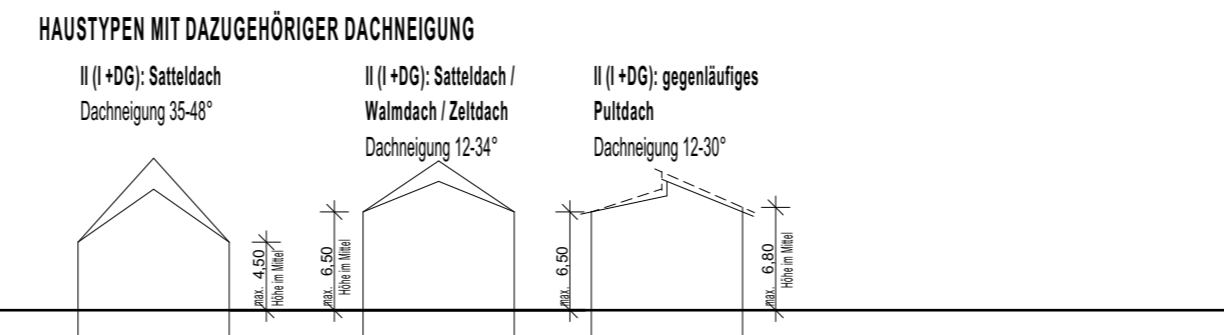 HAUSTYPEN MIT DAZUGEHÖRIGER DACHNEIGUNG
II (I +DG): Satteldach
Dachneigung 35-48°
II (I +DG): Satteldach /
Walmdach / Zeltdach
Dachneigung 12-34°
II (I +DG): gegenläufiges
Pultdach
Dachneigung 12-30°
max. 4,50
Höhe im Mittel
max. 6,50
Höhe im Mittel
max. 6,50
max. 6,80
Höhe im Mittel